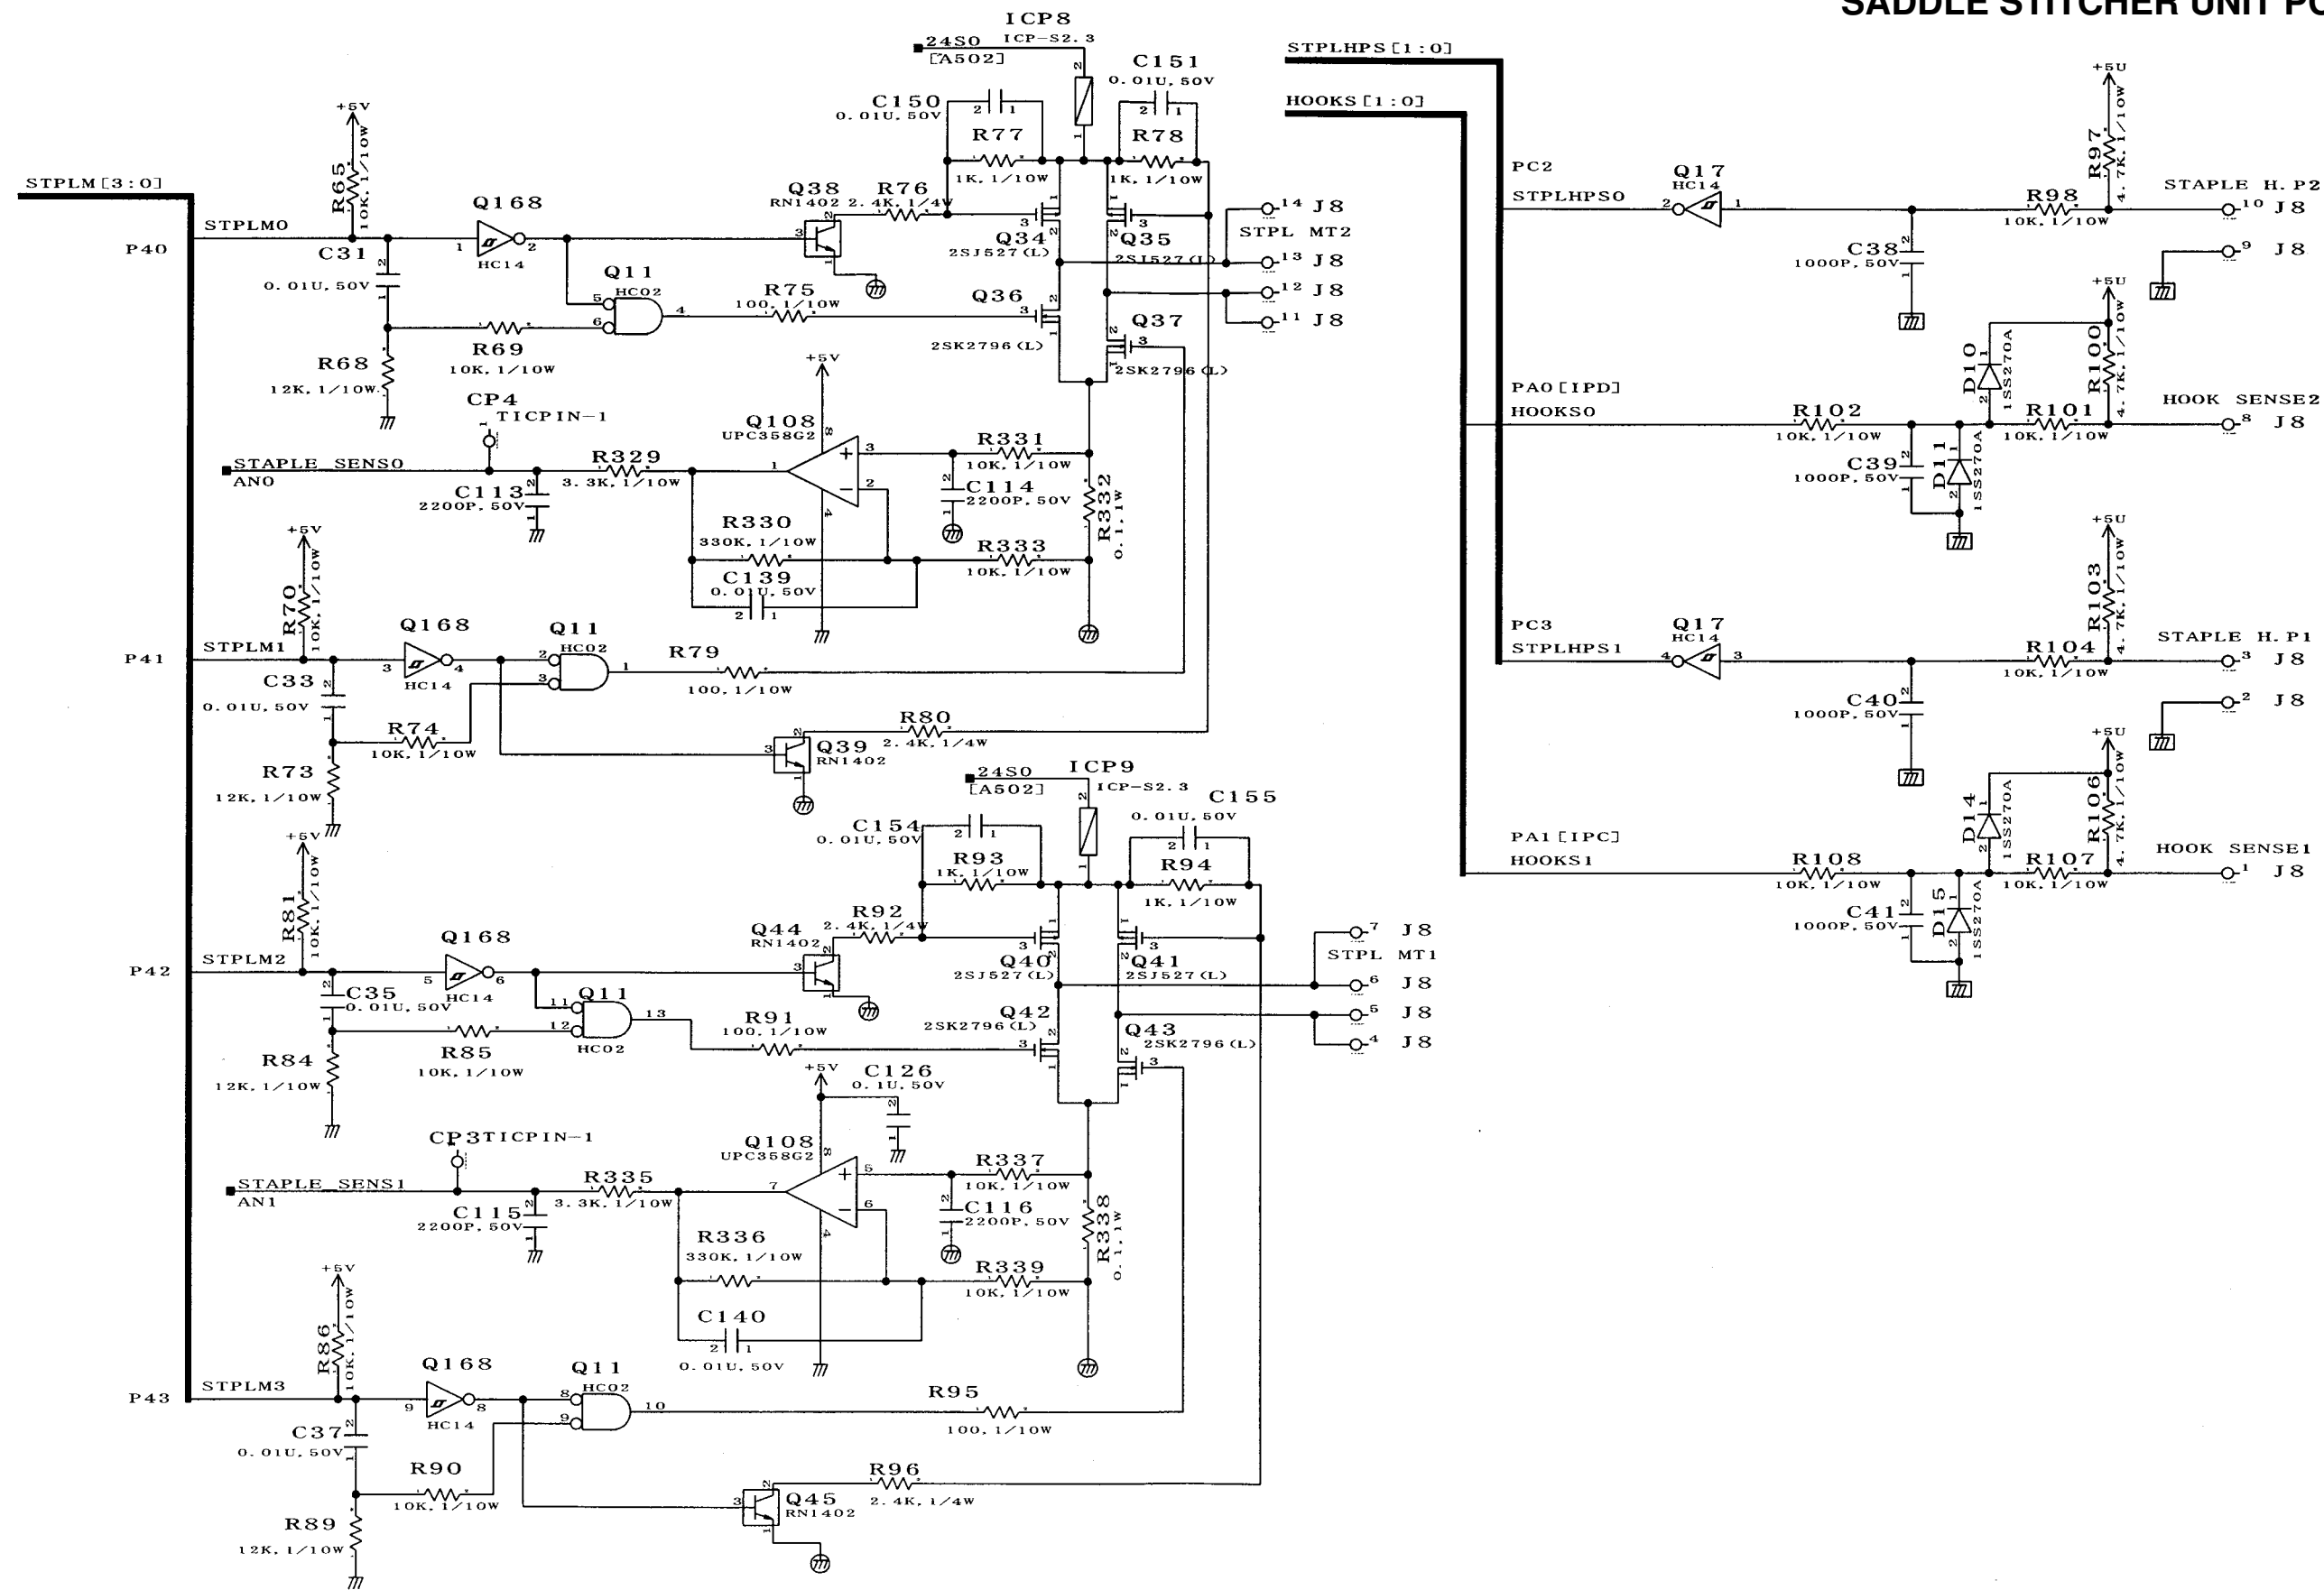 SADDLE STITCHER UNIT PC
ICP8
24S0 ICP-S2.3
[A502]
C151
0.01U,50V
C150
0.01U,50V
R77
1K,1/10W
R78
1K,1/10W
+5V
R65
10K,1/10W
STPLM[3:0]
STPLM0
P40
Q168
HC14
C31
0.01U,50V
Q38
RN1402
R76
2.4K,1/4W
Q34
2SJ527(L)
Q35
2SJ527(L)
14 J8
STPL MT2
13 J8
12 J8
11 J8
Q11
HC02
R75
100,1/10W
Q36
2SK2796(L)
Q37
2SK2796(L)
R69
10K,1/10W
R68
12K,1/10W
+5V
CP4
TICPIN-1
Q108
UPC358G2
STAPLE_SENS0
AN0
R329
3.3K,1/10W
C113
2200P,50V
R331
10K,1/10W
C114
2200P,50V
R332
0.1,1W
R330
330K,1/10W
R333
10K,1/10W
C139
0.01U,50V
+5V
R70
10K,1/10W
STPLM1
P41
Q168
HC14
Q11
HC02
R79
100,1/10W
C33
0.01U,50V
R74
10K,1/10W
R73
12K,1/10W
R80
2.4K,1/4W
Q39
RN1402
24S0
[A502]
ICP9
ICP-S2.3
C155
0.01U,50V
C154
0.01U,50V
R93
1K,1/10W
R94
1K,1/10W
+5V
R81
10K,1/10W
STPLM2
P42
Q168
HC14
Q44
RN1402
R92
2.4K,1/4W
Q40
2SJ527(L)
Q41
2SJ527(L)
7 J8
STPL MT1
6 J8
5 J8
4 J8
C35
0.01U,50V
Q11
HC02
R91
100,1/10W
Q42
2SK2796(L)
Q43
2SK2796(L)
R85
10K,1/10W
R84
12K,1/10W
+5V
C126
0.1U,50V
CP3 TICPIN-1
Q108
UPC358G2
STAPLE_SENS1
AN1
R335
3.3K,1/10W
C115
2200P,50V
R337
10K,1/10W
C116
2200P,50V
R338
0.1,1W
R336
330K,1/10W
R339
10K,1/10W
C140
0.01U,50V
+5V
R86
10K,1/10W
STPLM3
P43
Q168
HC14
Q11
HC02
R95
100,1/10W
C37
0.01U,50V
R90
10K,1/10W
R89
12K,1/10W
R96
2.4K,1/4W
Q45
RN1402
STPLHPS[1:0]
HOOKS[1:0]
+5U
R97
4.7K,1/10W
PC2
STPLHPS0
Q17
HC14
R98
10K,1/10W
STAPLE H.P2
10 J8
9 J8
C38
1000P,50V
+5U
R100
4.7K,1/10W
D10
1SS270A
PA0[IPD]
HOOKS0
R102
10K,1/10W
R101
10K,1/10W
HOOK SENSE2
8 J8
C39
1000P,50V
D11
1SS270A
+5U
R103
4.7K,1/10W
PC3
STPLHPS1
Q17
HC14
R104
10K,1/10W
STAPLE H.P1
3 J8
2 J8
C40
1000P,50V
+5U
R106
4.7K,1/10W
D14
1SS270A
PA1[IPC]
HOOKS1
R108
10K,1/10W
R107
10K,1/10W
HOOK SENSE1
1 J8
C41
1000P,50V
D15
1SS270A